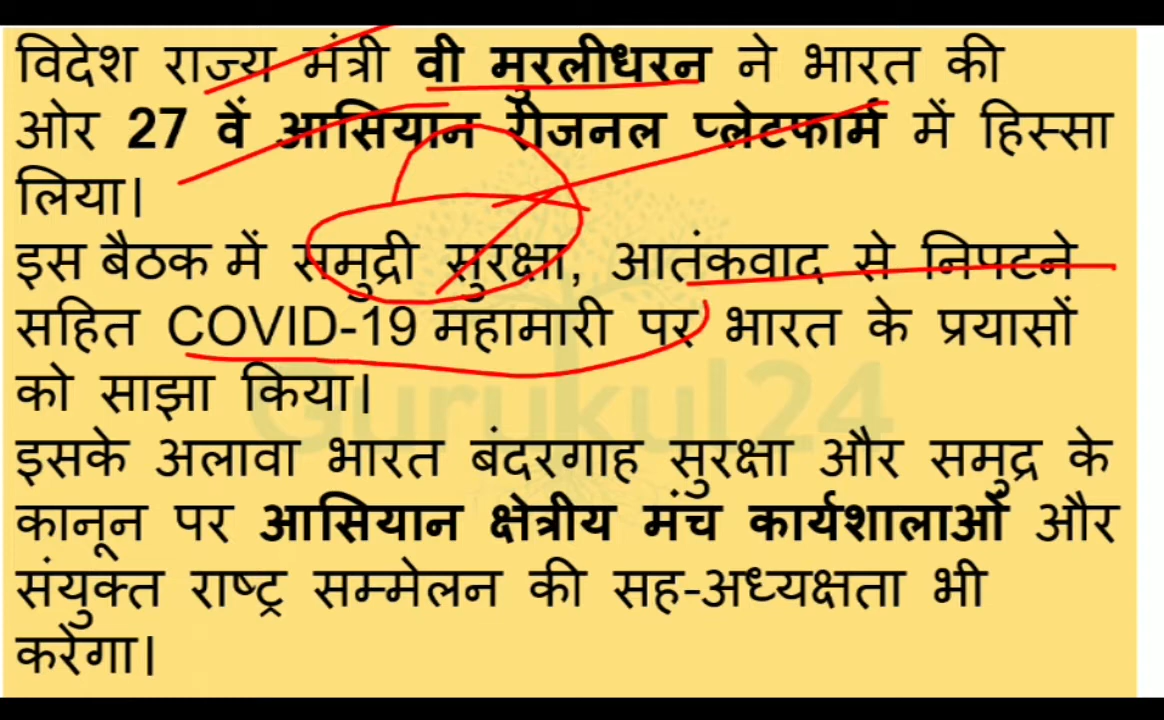 विदेश राज्य मंत्री वी मुरलीधरन ने भारत की
ओर 27 वें आसियान रीजनल प्लेटफार्म में हिस्सा
लिया।
इस बैठक में समुद्री सुरक्षा, आतंकवाद से निपटने
सहित COVID-19 महामारी पर भारत के प्रयासों
को साझा किया।
Gurukul24
इसके अलावा भारत बंदरगाह सुरक्षा और समुद्र के
कानून पर आसियान क्षेत्रीय मंच कार्यशालाओं और
संयुक्त राष्ट्र सम्मेलन की सह-अध्यक्षता भी
करेगा।